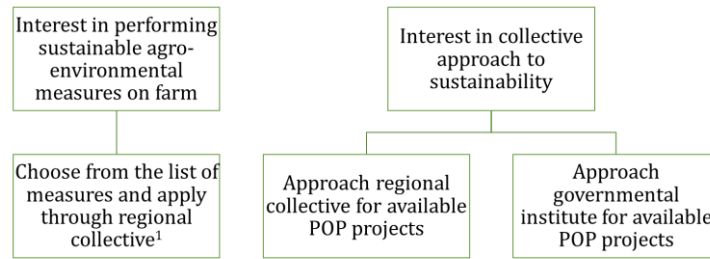 Interest in performing
sustainable agro-
environmental
measures on farm
Interest in collective
approach to
sustainability
Choose from the list of
measures and apply
through regional
collective¹
Approach regional
collective for available
POP projects
Approach
governmental
institute for available
POP projects